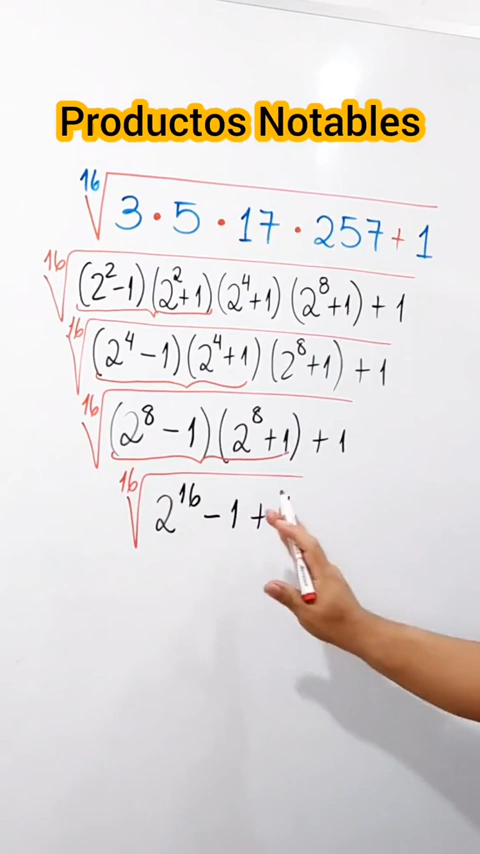 Productos Notables
¹⁶√(3 · 5 · 17 · 257 + 1)
¹⁶√((2² - 1)(2² + 1)(2⁴ + 1)(2⁸ + 1) + 1)
¹⁶√((2⁴ - 1)(2⁴ + 1)(2⁸ + 1) + 1)
¹⁶√((2⁸ - 1)(2⁸ + 1) + 1)
¹⁶√(2¹⁶ - 1 +